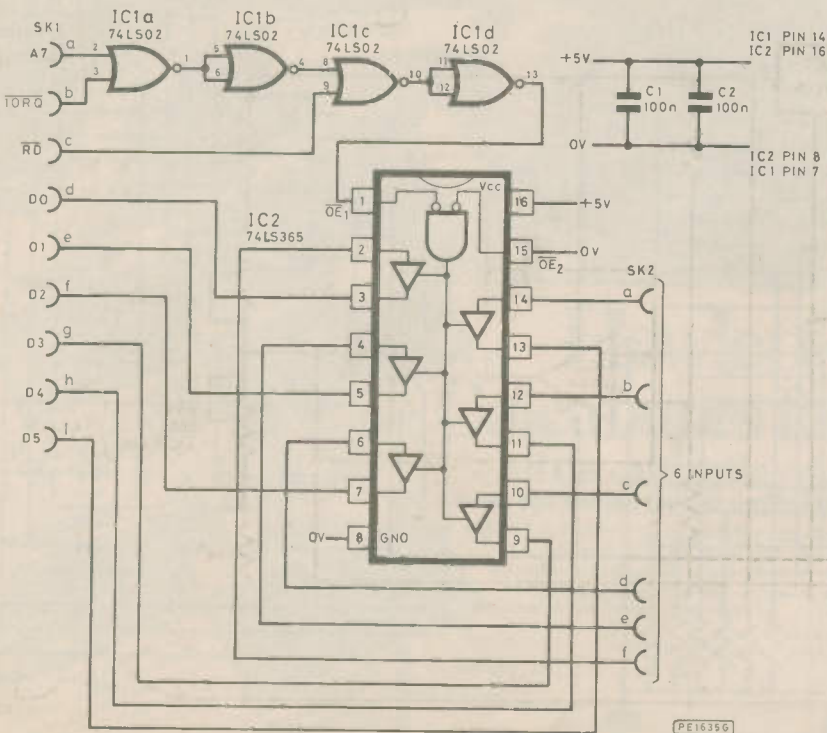 IC1a
74LS02
IC1b
74LS02
IC1c
74LS02
IC1d
74LS02
SK1
A7 a
2
3
1
5
6
4
8
9
10
11
12
13
IORQ b
RD c
+5V
C1
100n
C2
100n
0V
IC1 PIN 14
IC2 PIN 16
IC2 PIN 8
IC1 PIN 7
D0 d
O1 e
D2 f
D3 g
D4 h
D5 i
IC2
74LS365
OE1
Vcc
1
2
3
4
5
6
7
0V 8 GNO
16 +5V
15 0V
OE2
14
13
12
11
10
9
SK2
a
b
c
d
e
f
6 INPUTS
PE1635G